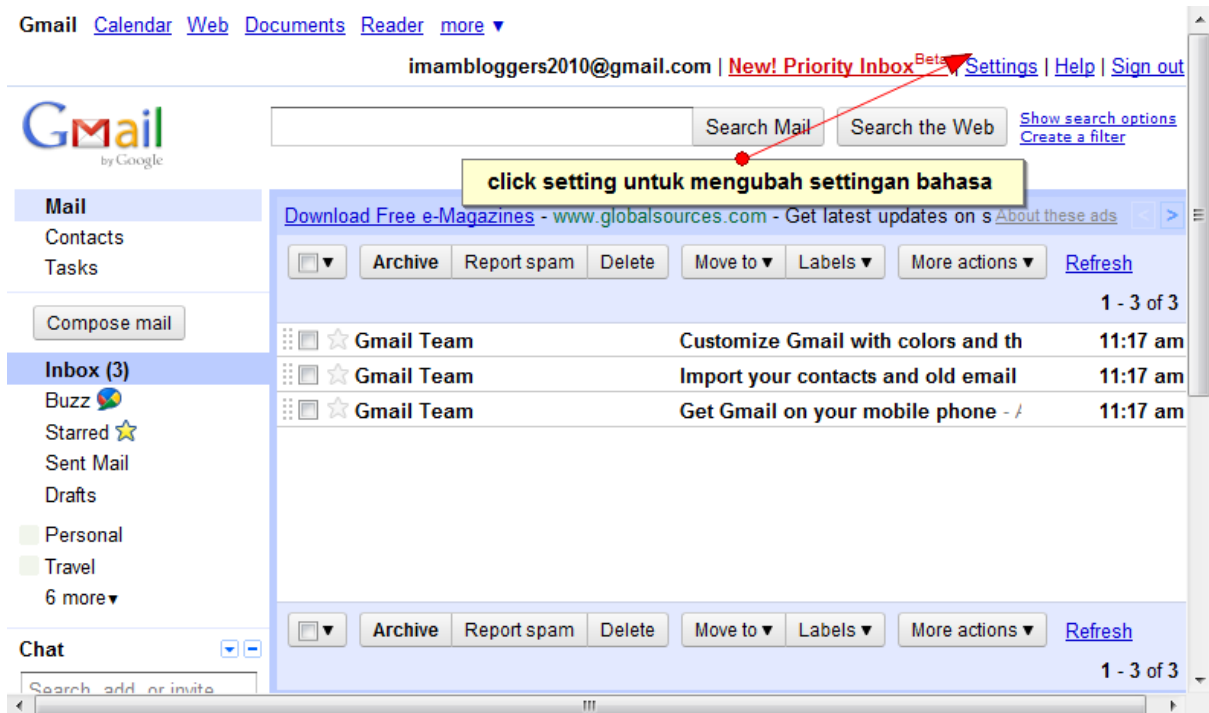 Gmail Calendar Web Documents Reader more ▼
imambloggers2010@gmail.com | New! Priority Inbox Beta | Settings | Help | Sign out
Gmail
by Google
Search Mail Search the Web
Show search options
Create a filter
click setting untuk mengubah settingan bahasa
Mail
Contacts
Tasks
Compose mail
Inbox (3)
Buzz
Starred
Sent Mail
Drafts
Personal
Travel
6 more ▼
Chat
Search, add, or invite
Download Free e-Magazines - www.globalsources.com - Get latest updates on s About these ads < >
▼ Archive Report spam Delete Move to ▼ Labels ▼ More actions ▼ Refresh
1 - 3 of 3
Gmail Team Customize Gmail with colors and th 11:17 am
Gmail Team Import your contacts and old email 11:17 am
Gmail Team Get Gmail on your mobile phone - 11:17 am
▼ Archive Report spam Delete Move to ▼ Labels ▼ More actions ▼ Refresh
1 - 3 of 3